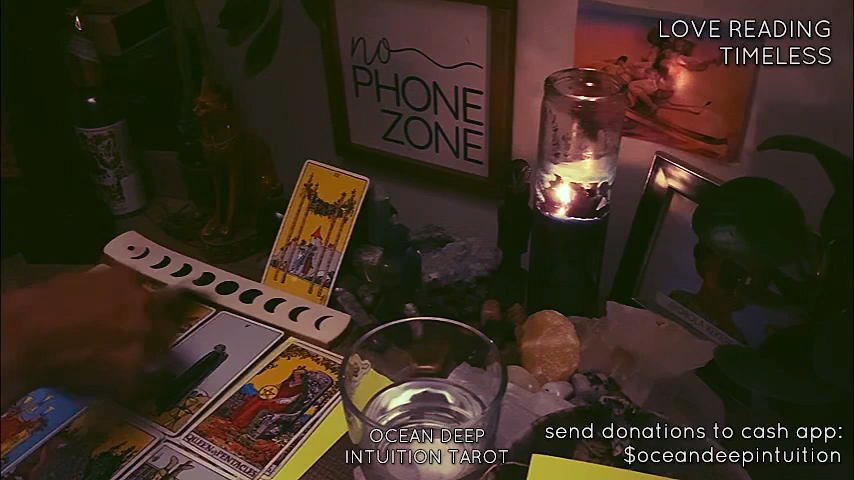 LOVE READING
TIMELESS
no
PHONE
ZONE
QUEEN of PENTACLES
OCEAN DEEP
INTUITION TAROT
send donations to cash app:
$oceandeepintuition